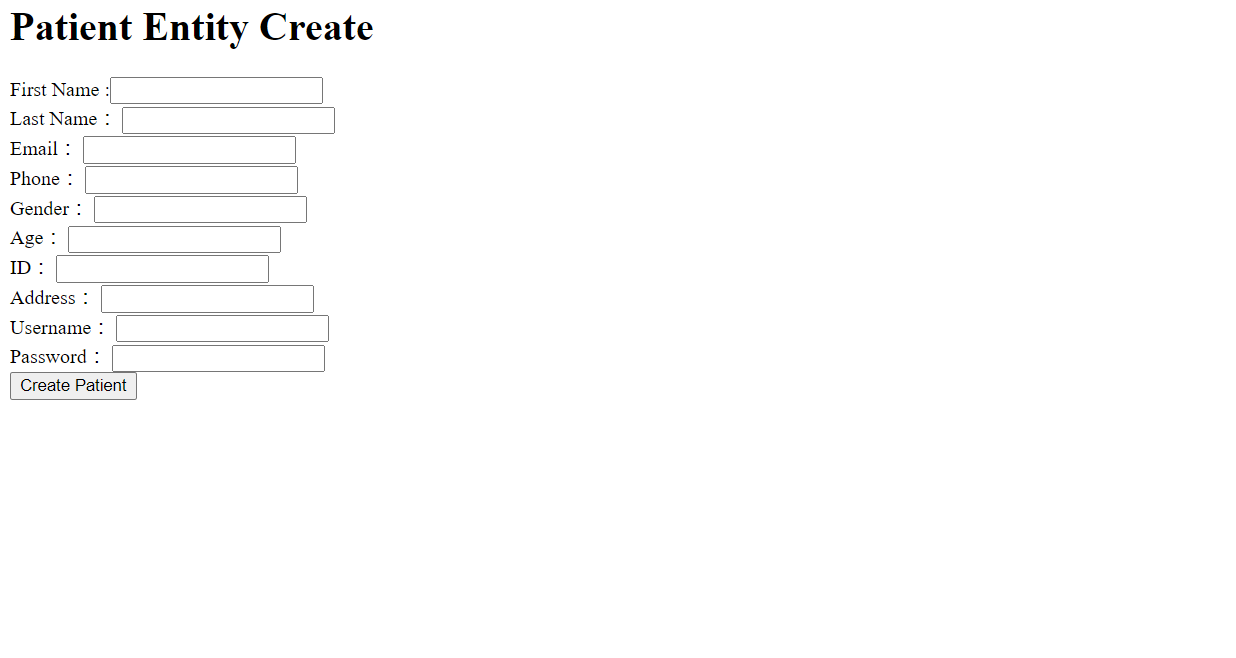 Patient Entity Create
First Name :
Last Name：
Email：
Phone：
Gender：
Age：
ID：
Address：
Username：
Password：
Create Patient